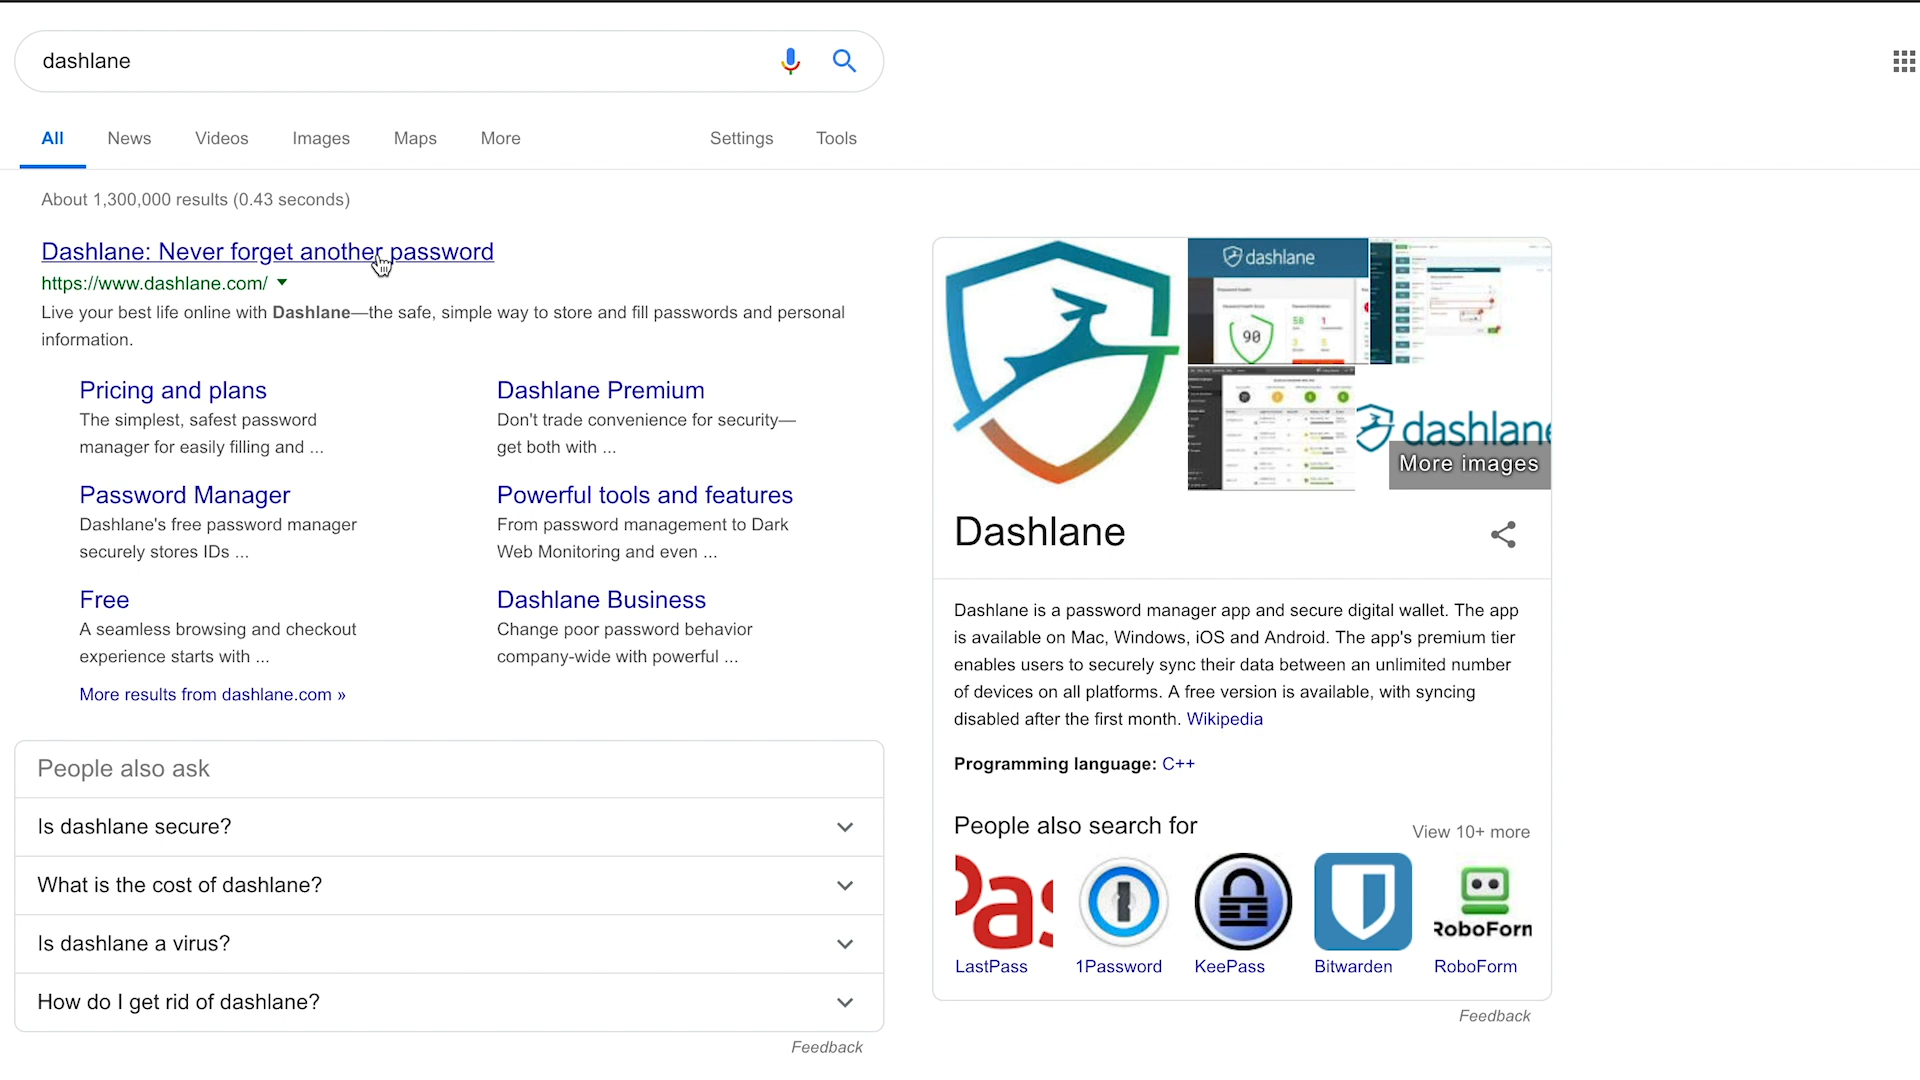 dashlane
All News Videos Images Maps More Settings Tools
About 1,300,000 results (0.43 seconds)
Dashlane: Never forget another password
https://www.dashlane.com/
Live your best life online with Dashlane—the safe, simple way to store and fill passwords and personal
information.
Pricing and plans
The simplest, safest password
manager for easily filling and ...
Dashlane Premium
Don't trade convenience for security—
get both with ...
Password Manager
Dashlane's free password manager
securely stores IDs ...
Powerful tools and features
From password management to Dark
Web Monitoring and even ...
Free
A seamless browsing and checkout
experience starts with ...
Dashlane Business
Change poor password behavior
company-wide with powerful ...
More results from dashlane.com »
People also ask
Is dashlane secure?
What is the cost of dashlane?
Is dashlane a virus?
How do I get rid of dashlane?
Feedback
dashlane
90
dashlane
More images
Dashlane
Dashlane is a password manager app and secure digital wallet. The app
is available on Mac, Windows, iOS and Android. The app's premium tier
enables users to securely sync their data between an unlimited number
of devices on all platforms. A free version is available, with syncing
disabled after the first month. Wikipedia
Programming language: C++
People also search for
View 10+ more
Pas
RoboForm
LastPass 1Password KeePass Bitwarden RoboForm
Feedback